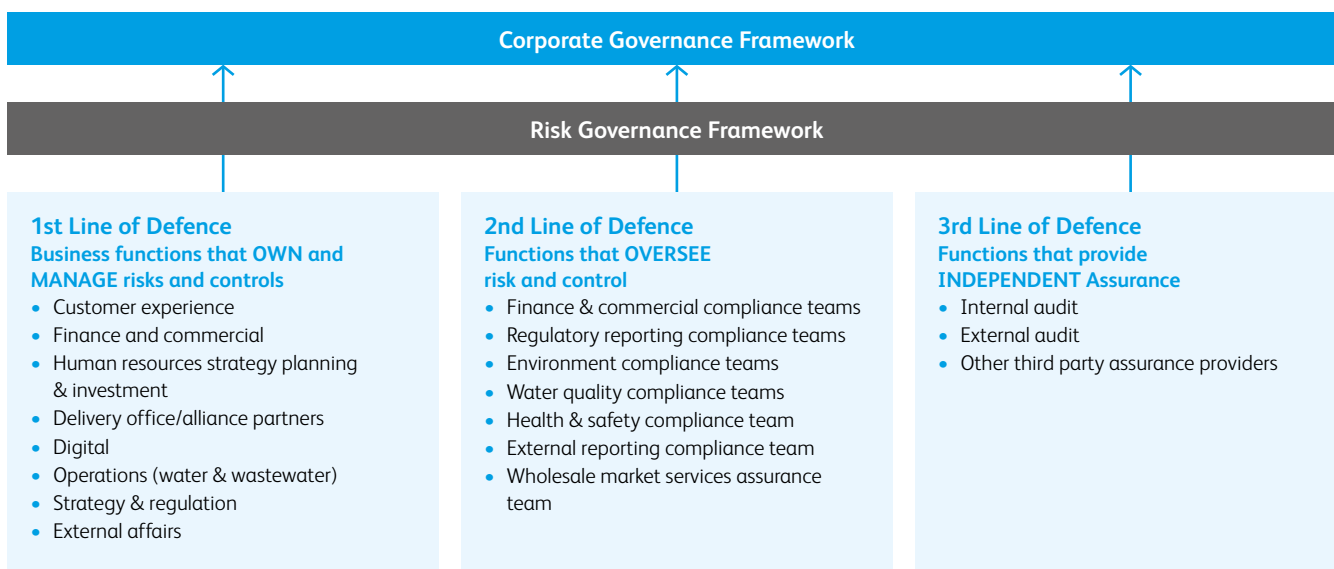 Corporate Governance Framework
Risk Governance Framework
1st Line of Defence
Business functions that OWN and
MANAGE risks and controls
• Customer experience
• Finance and commercial
• Human resources strategy planning
& investment
• Delivery office/alliance partners
• Digital
• Operations (water & wastewater)
• Strategy & regulation
• External affairs
2nd Line of Defence
Functions that OVERSEE
risk and control
• Finance & commercial compliance teams
• Regulatory reporting compliance teams
• Environment compliance teams
• Water quality compliance teams
• Health & safety compliance team
• External reporting compliance team
• Wholesale market services assurance
team
3rd Line of Defence
Functions that provide
INDEPENDENT Assurance
• Internal audit
• External audit
• Other third party assurance providers